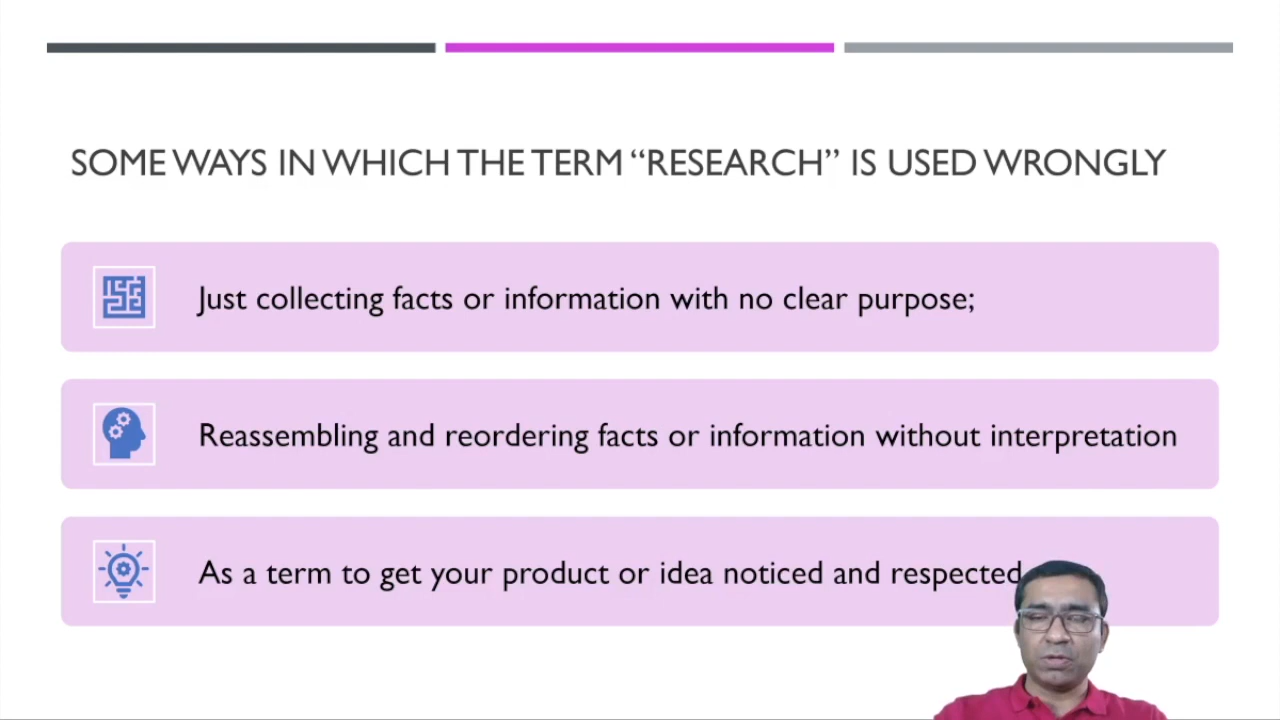 SOME WAYS IN WHICH THE TERM “RESEARCH” IS USED WRONGLY
Just collecting facts or information with no clear purpose;
Reassembling and reordering facts or information without interpretation
As a term to get your product or idea noticed and respected